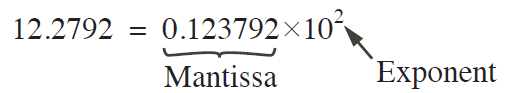 12.2792 = 0.123792×10²
Mantissa Exponent